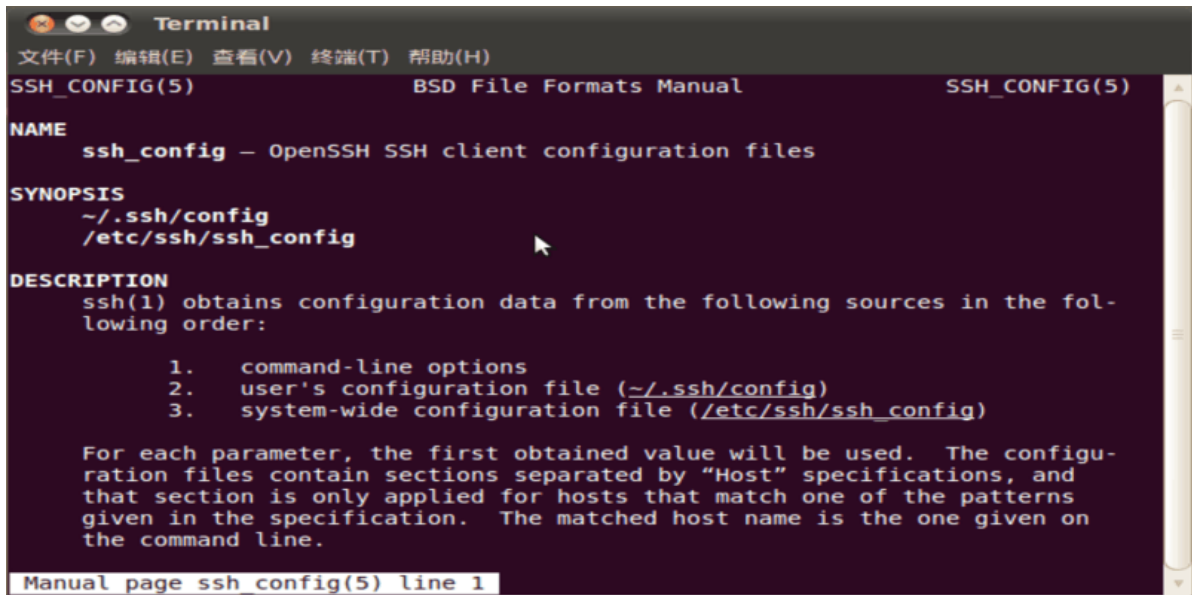 Terminal
文件(F) 编辑(E) 查看(V) 终端(T) 帮助(H)
SSH_CONFIG(5) BSD File Formats Manual SSH_CONFIG(5)
NAME
ssh_config — OpenSSH SSH client configuration files
SYNOPSIS
~/.ssh/config
/etc/ssh/ssh_config
DESCRIPTION
ssh(1) obtains configuration data from the following sources in the fol-
lowing order:
1. command-line options
2. user's configuration file (~/.ssh/config)
3. system-wide configuration file (/etc/ssh/ssh_config)
For each parameter, the first obtained value will be used. The configu-
ration files contain sections separated by “Host” specifications, and
that section is only applied for hosts that match one of the patterns
given in the specification. The matched host name is the one given on
the command line.
Manual page ssh_config(5) line 1